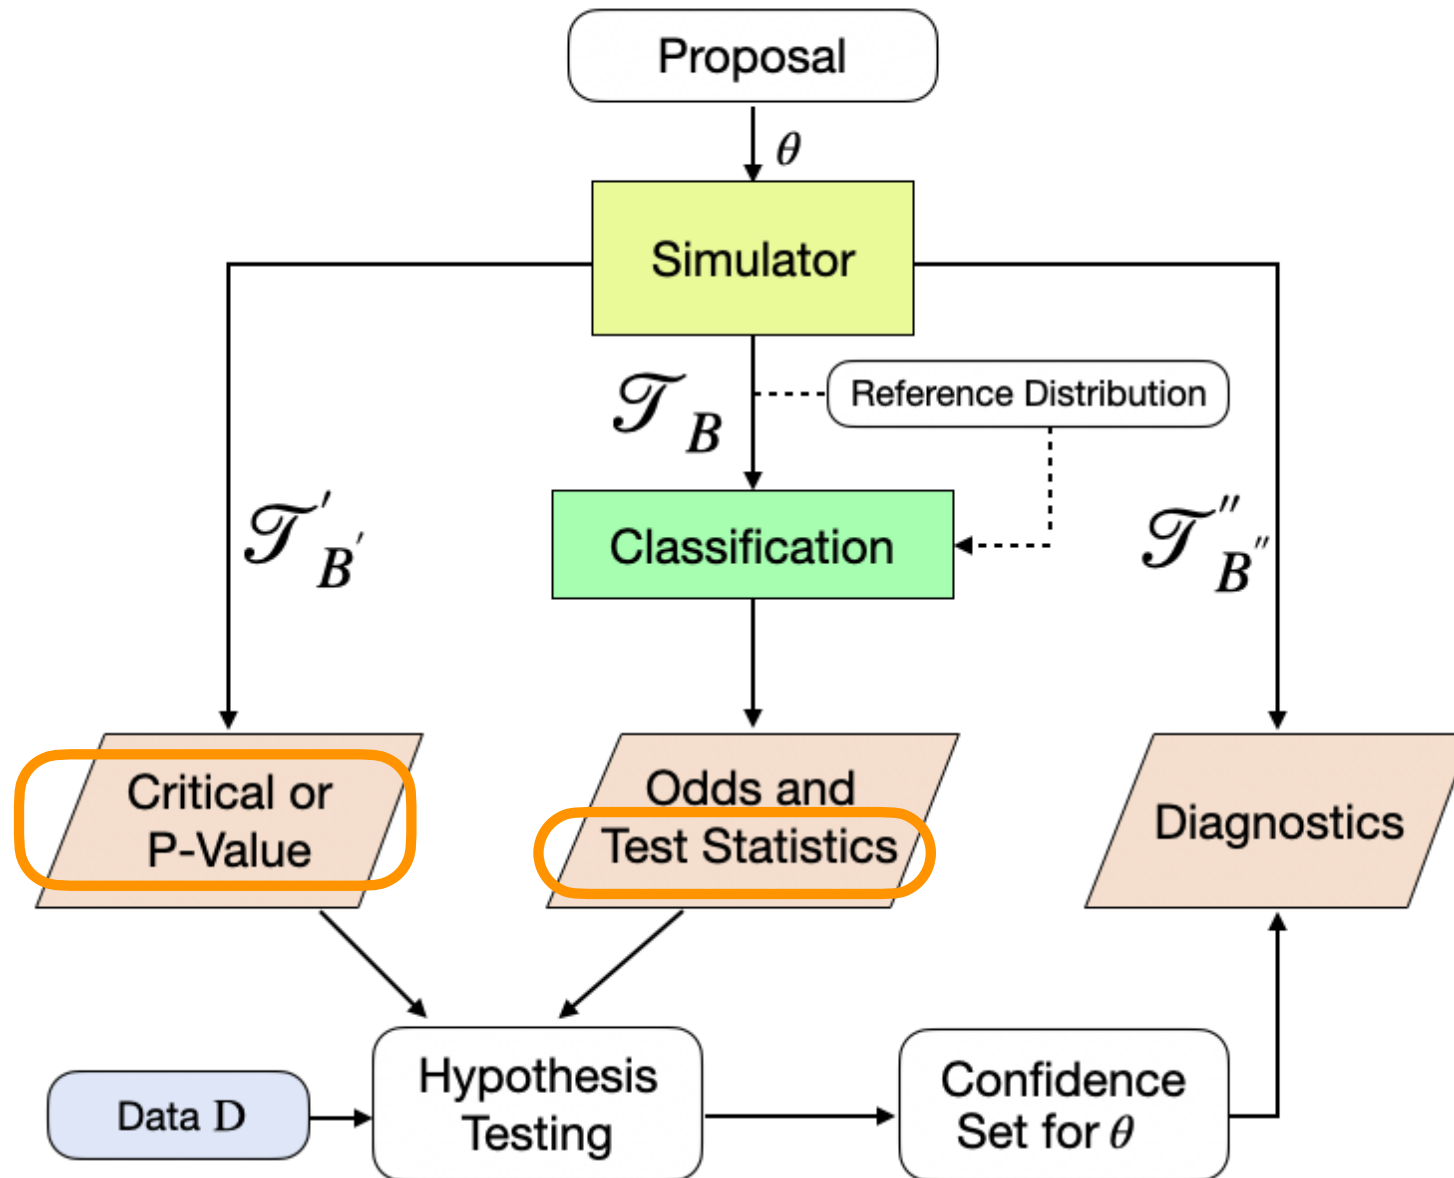 Proposal
θ
Simulator
𝒯 B
Reference Distribution
𝒯′ B′
Classification
𝒯″ B″
Critical or
P-Value
Odds and
Test Statistics
Diagnostics
Data D
Hypothesis
Testing
Confidence
Set for θ